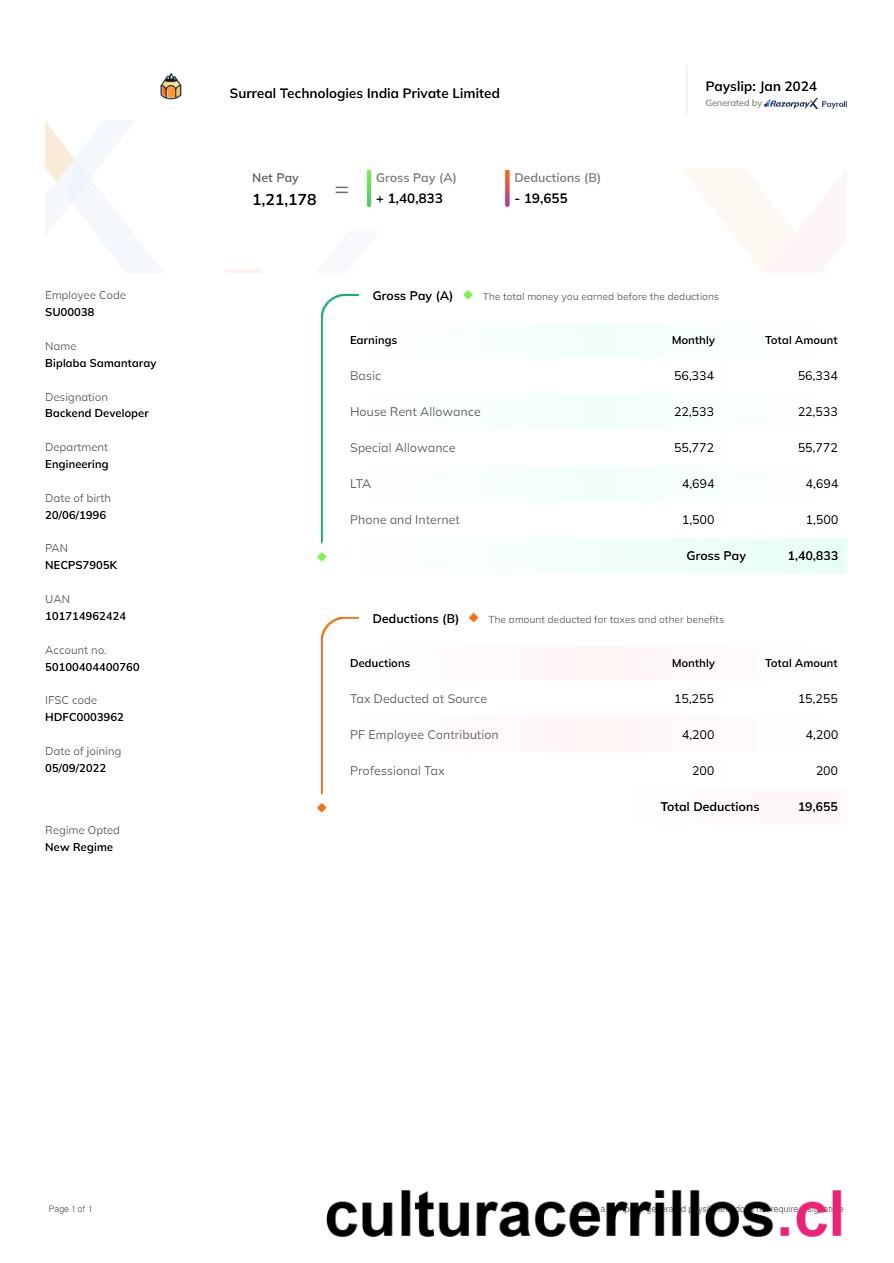 Surreal Technologies India Private Limited
Payslip: Jan 2024
Generated by RazorpayX Payroll
Net Pay = Gross Pay (A) Deductions (B)
1,21,178 + 1,40,833 - 19,655
Employee Code
SU00038
Name
Biplaba Samantaray
Designation
Backend Developer
Department
Engineering
Date of birth
20/06/1996
PAN
NECPS7905K
UAN
101714962424
Account no.
50100404400760
IFSC code
HDFC0003962
Date of joining
05/09/2022
Regime Opted
New Regime
Gross Pay (A) The total money you earned before the deductions
Earnings Monthly Total Amount
Basic 56,334 56,334
House Rent Allowance 22,533 22,533
Special Allowance 55,772 55,772
LTA 4,694 4,694
Phone and Internet 1,500 1,500
Gross Pay 1,40,833
Deductions (B) The amount deducted for taxes and other benefits
Deductions Monthly Total Amount
Tax Deducted at Source 15,255 15,255
PF Employee Contribution 4,200 4,200
Professional Tax 200 200
Total Deductions 19,655
Page 1 of 1
culturacerrillos.cl